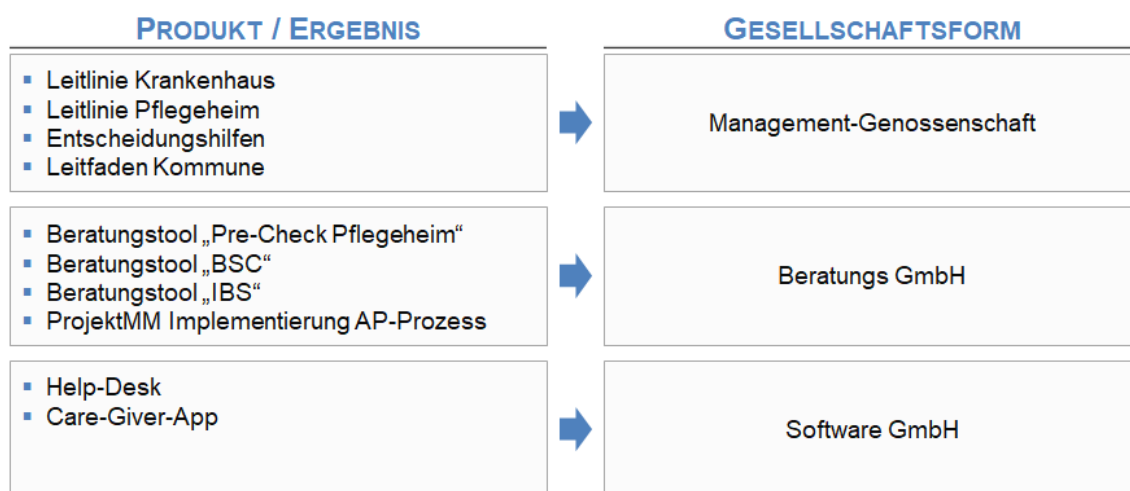 PRODUKT / ERGEBNIS
GESELLSCHAFTSFORM
▪ Leitlinie Krankenhaus
▪ Leitlinie Pflegeheim
▪ Entscheidungshilfen
▪ Leitfaden Kommune
Management-Genossenschaft
▪ Beratungstool „Pre-Check Pflegeheim“
▪ Beratungstool „BSC“
▪ Beratungstool „IBS“
▪ ProjektMM Implementierung AP-Prozess
Beratungs GmbH
▪ Help-Desk
▪ Care-Giver-App
Software GmbH